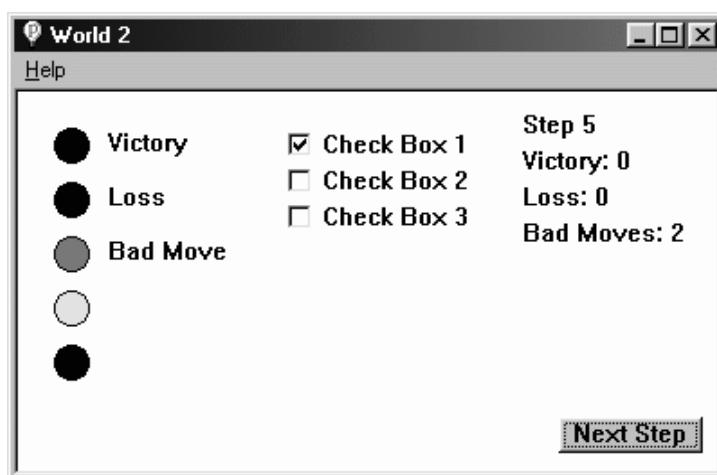 World 2
Help
Victory
Loss
Bad Move
Check Box 1
Check Box 2
Check Box 3
Step 5
Victory: 0
Loss: 0
Bad Moves: 2
Next Step